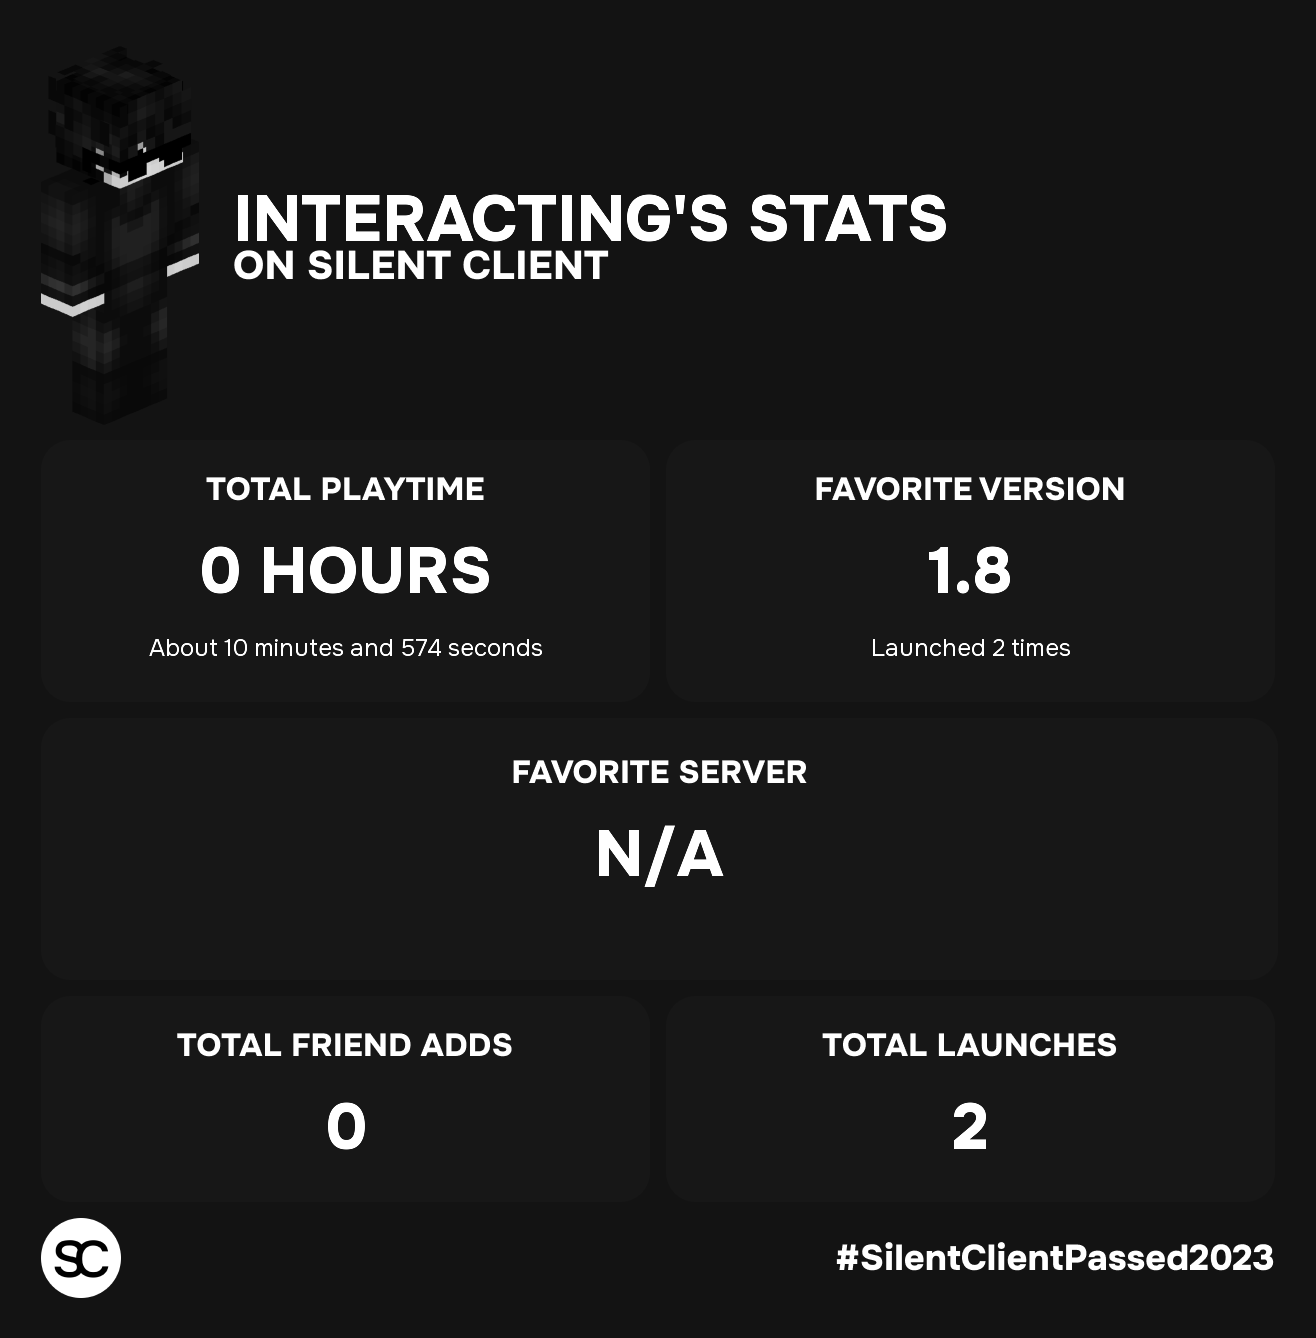 INTERACTING'S STATS
ON SILENT CLIENT
TOTAL PLAYTIME
0 HOURS
About 10 minutes and 574 seconds
FAVORITE VERSION
1.8
Launched 2 times
FAVORITE SERVER
N/A
TOTAL FRIEND ADDS
0
TOTAL LAUNCHES
2
SC
#SilentClientPassed2023